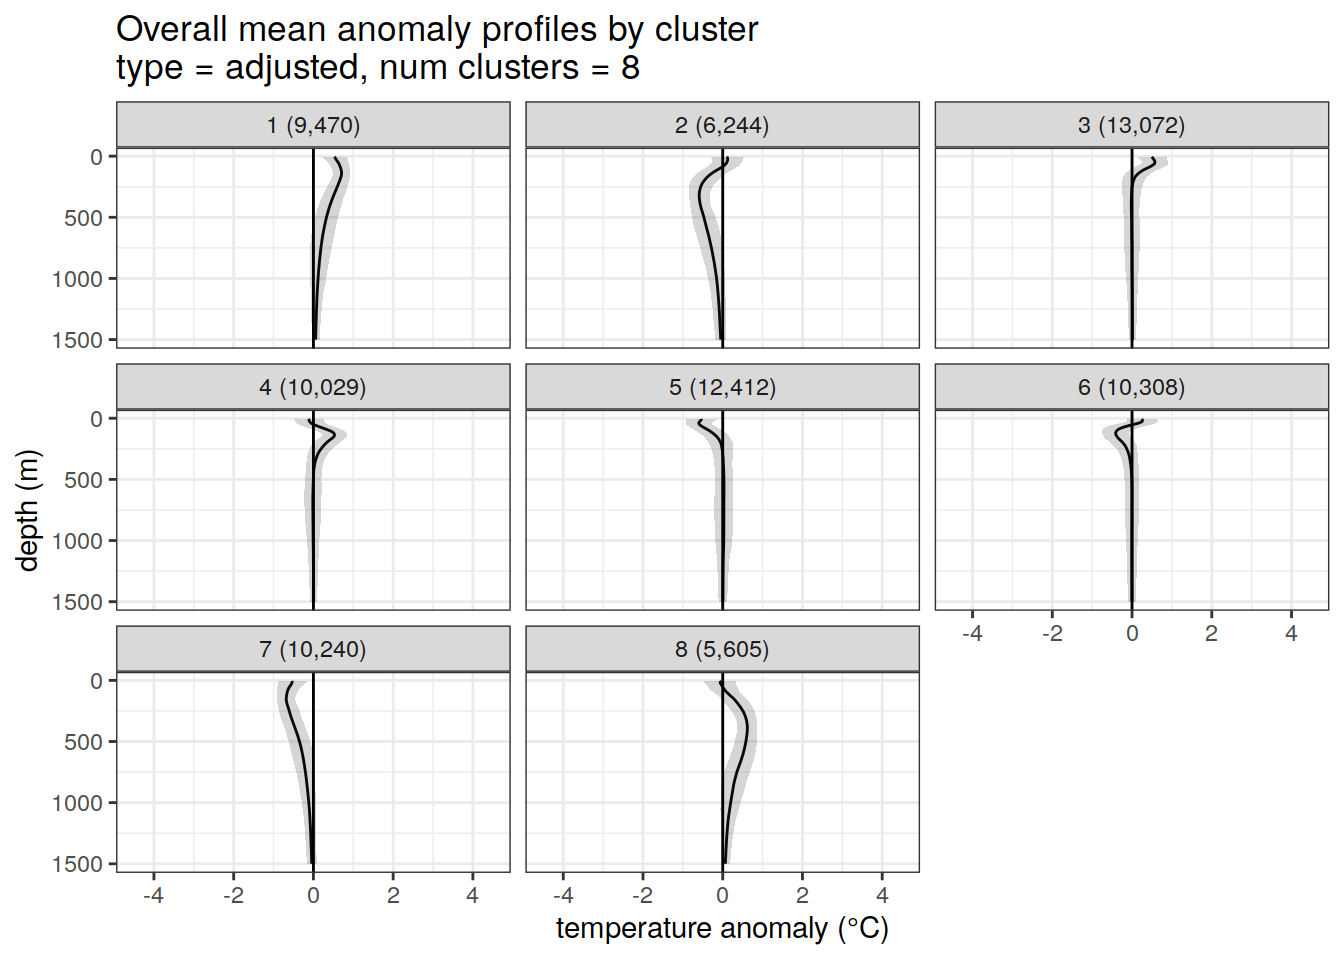 Overall mean anomaly profiles by cluster
type = adjusted, num clusters = 8
1 (9,470)
2 (6,244)
3 (13,072)
0
500
1000
1500
4 (10,029)
5 (12,412)
6 (10,308)
0
500
1000
1500
-4 -2 0 2 4
7 (10,240)
8 (5,605)
0
500
1000
1500
-4 -2 0 2 4
-4 -2 0 2 4
depth (m)
temperature anomaly (°C)